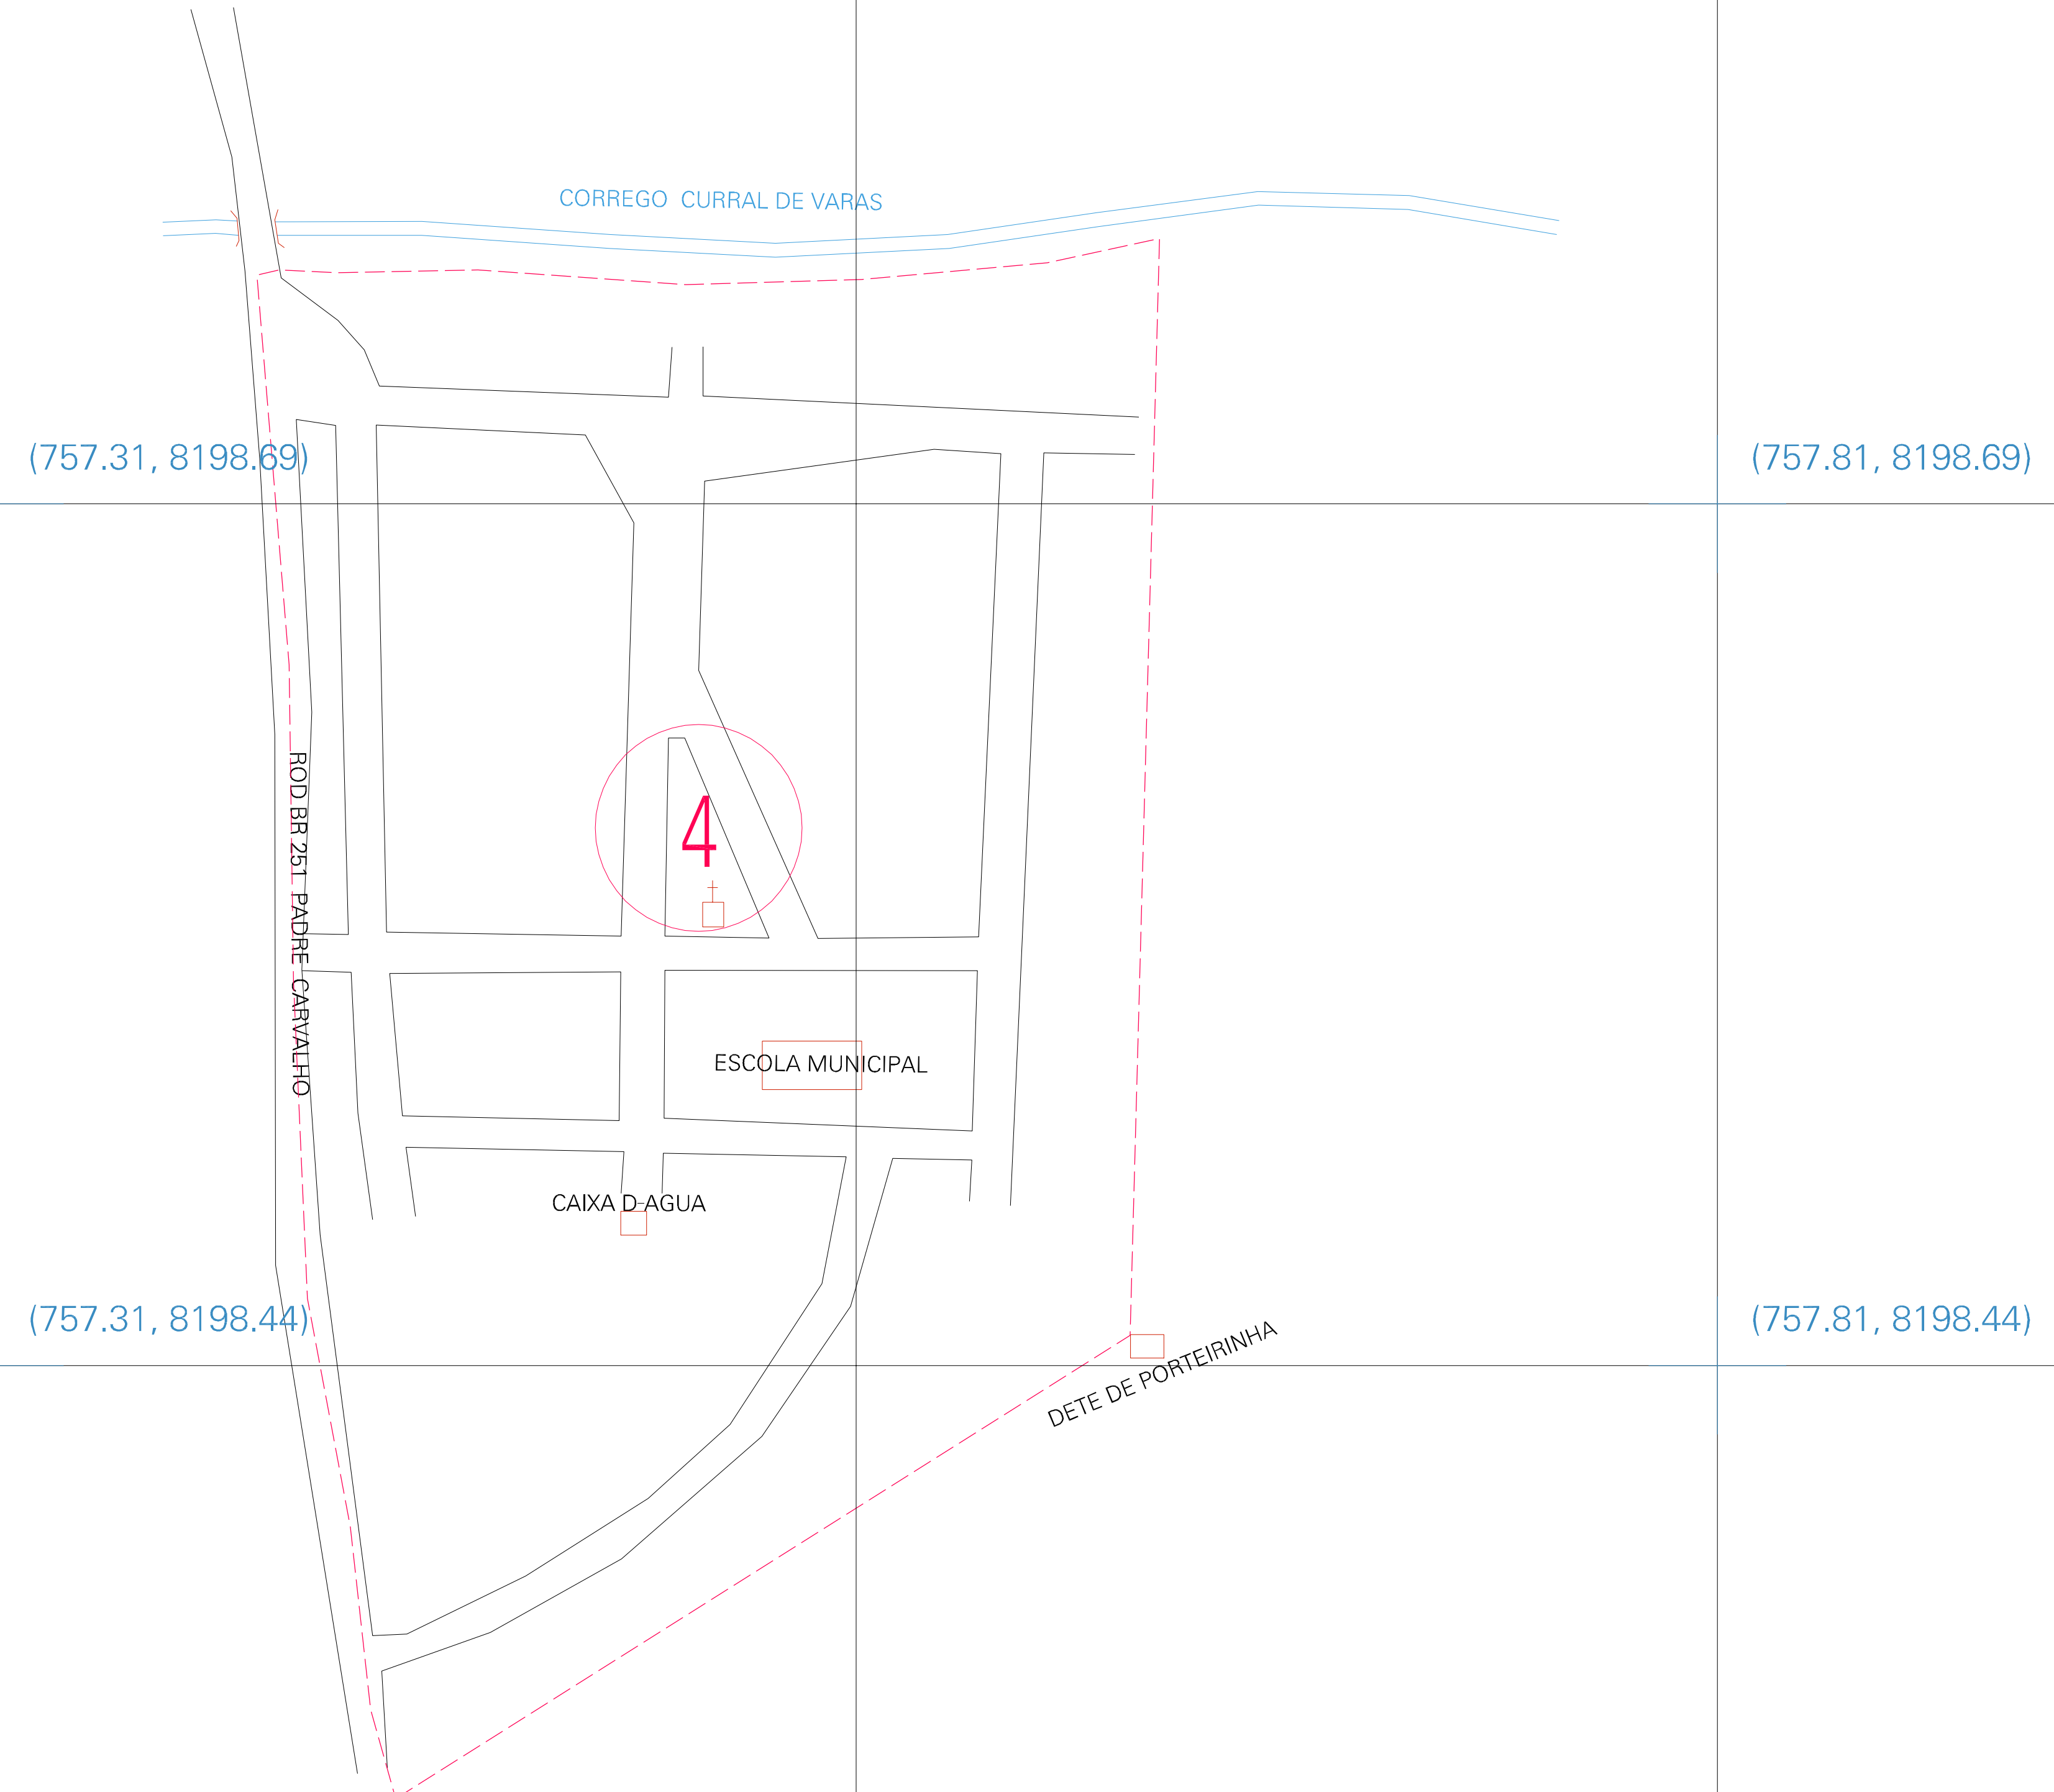 CORREGO CURRAL DE VARAS
(757.31, 8198.69)
(757.81, 8198.69)
ROD BR 251 PADRE CARVALHO
4
ESCOLA MUNICIPAL
CAIXA D-AGUA
(757.31, 8198.44)
(757.81, 8198.44)
DETE DE PORTEIRINHA